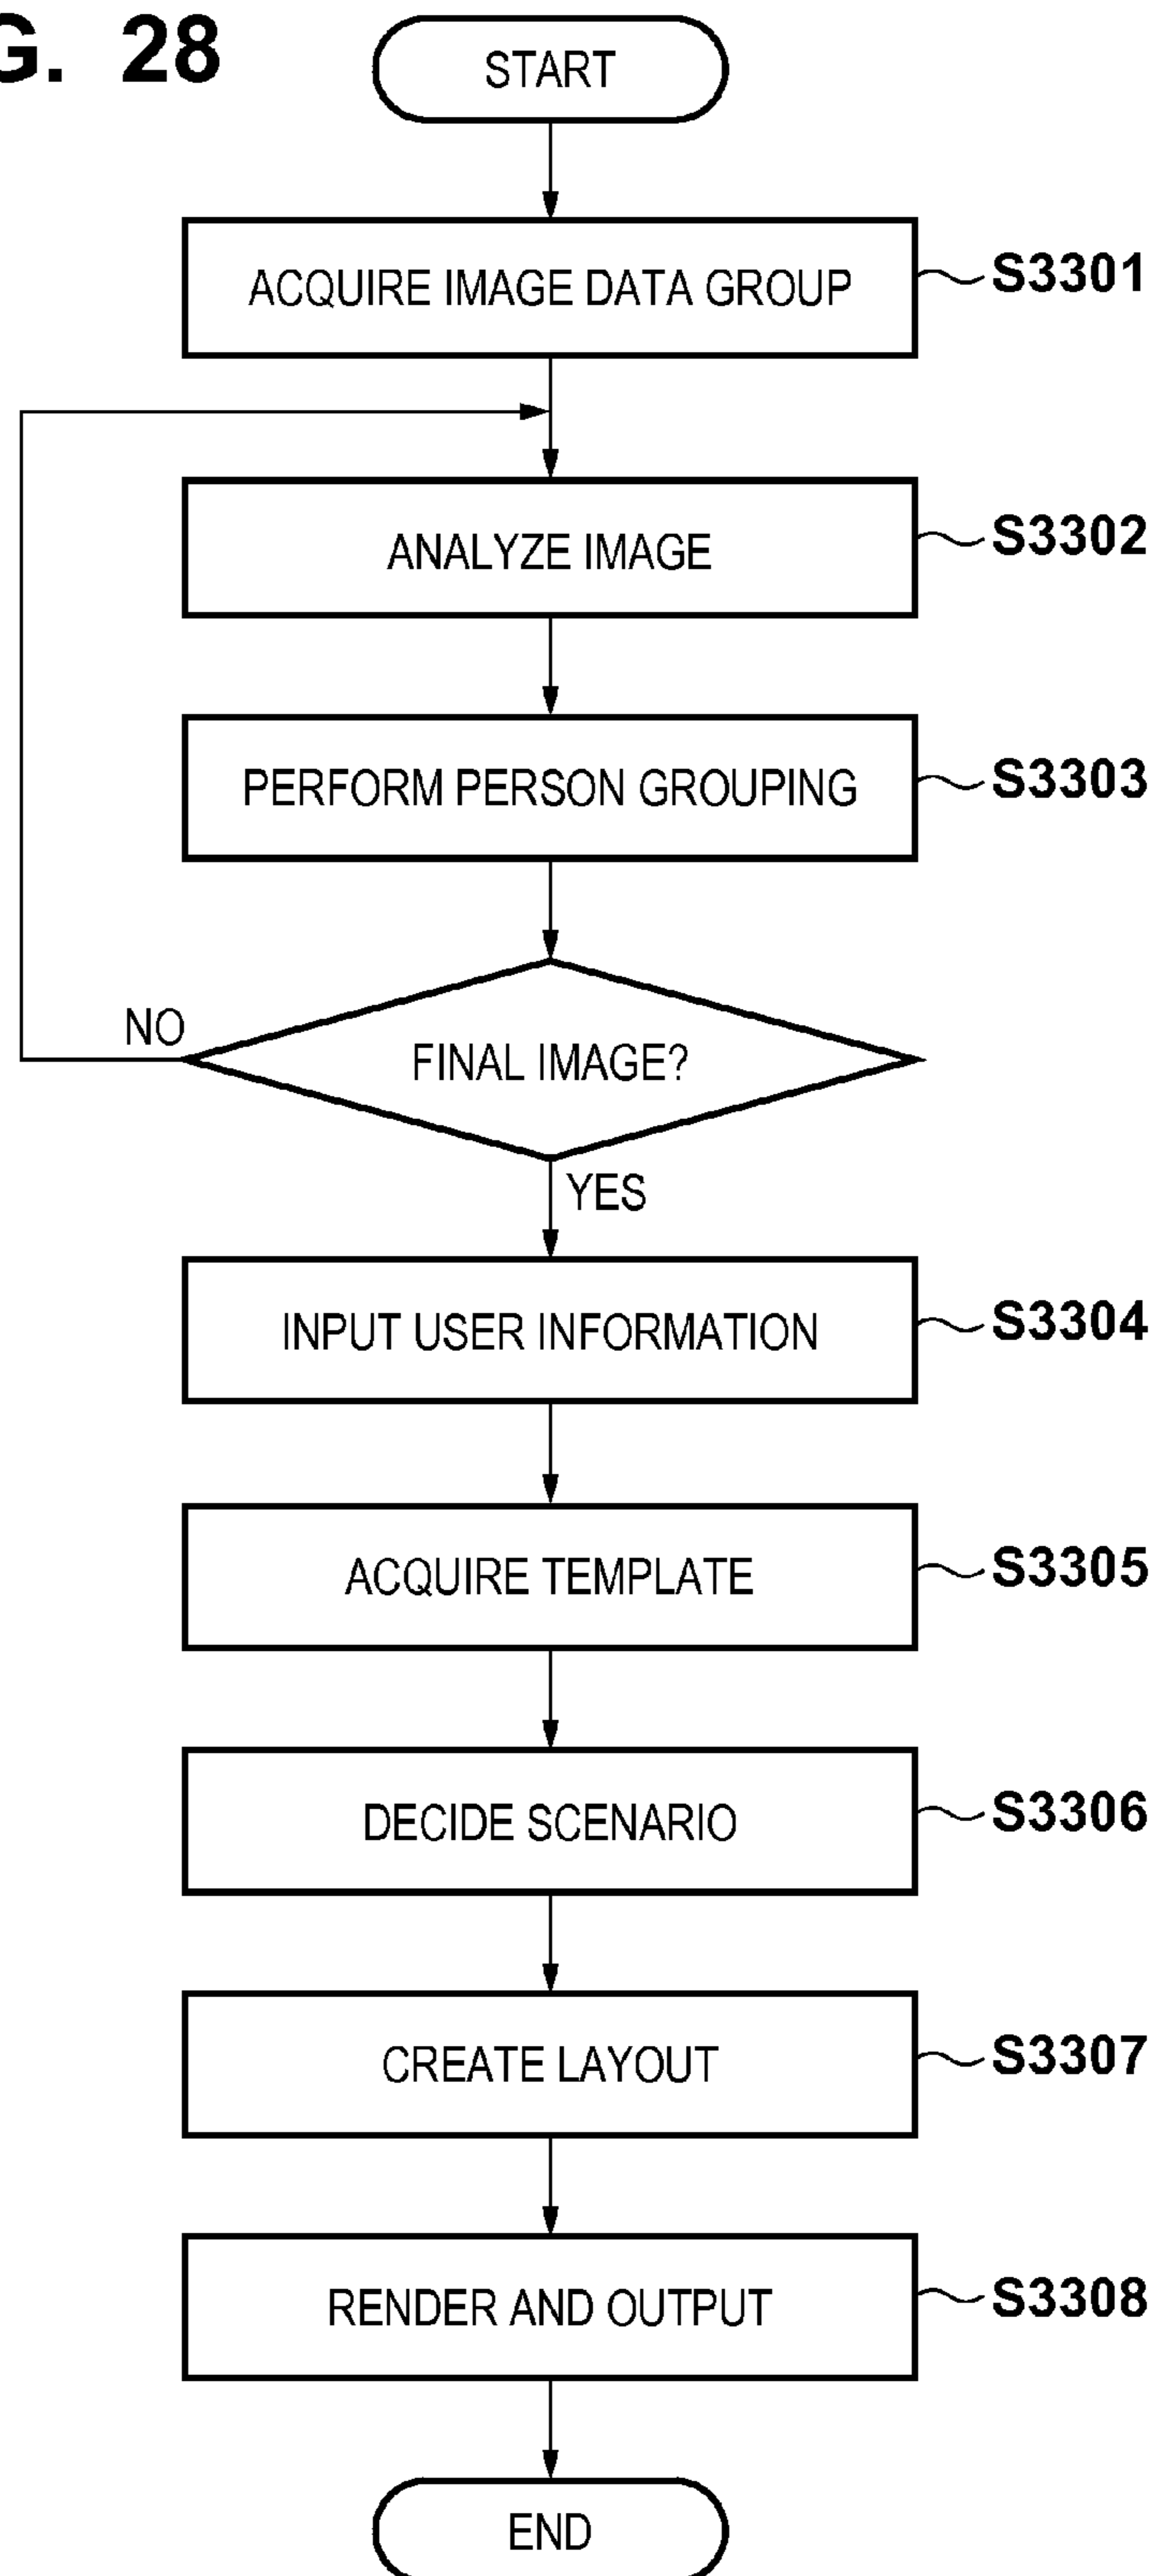 G. 28
START
ACQUIRE IMAGE DATA GROUP
S3301
ANALYZE IMAGE
S3302
PERFORM PERSON GROUPING
S3303
NO
FINAL IMAGE?
YES
INPUT USER INFORMATION
S3304
ACQUIRE TEMPLATE
S3305
DECIDE SCENARIO
S3306
CREATE LAYOUT
S3307
RENDER AND OUTPUT
S3308
END